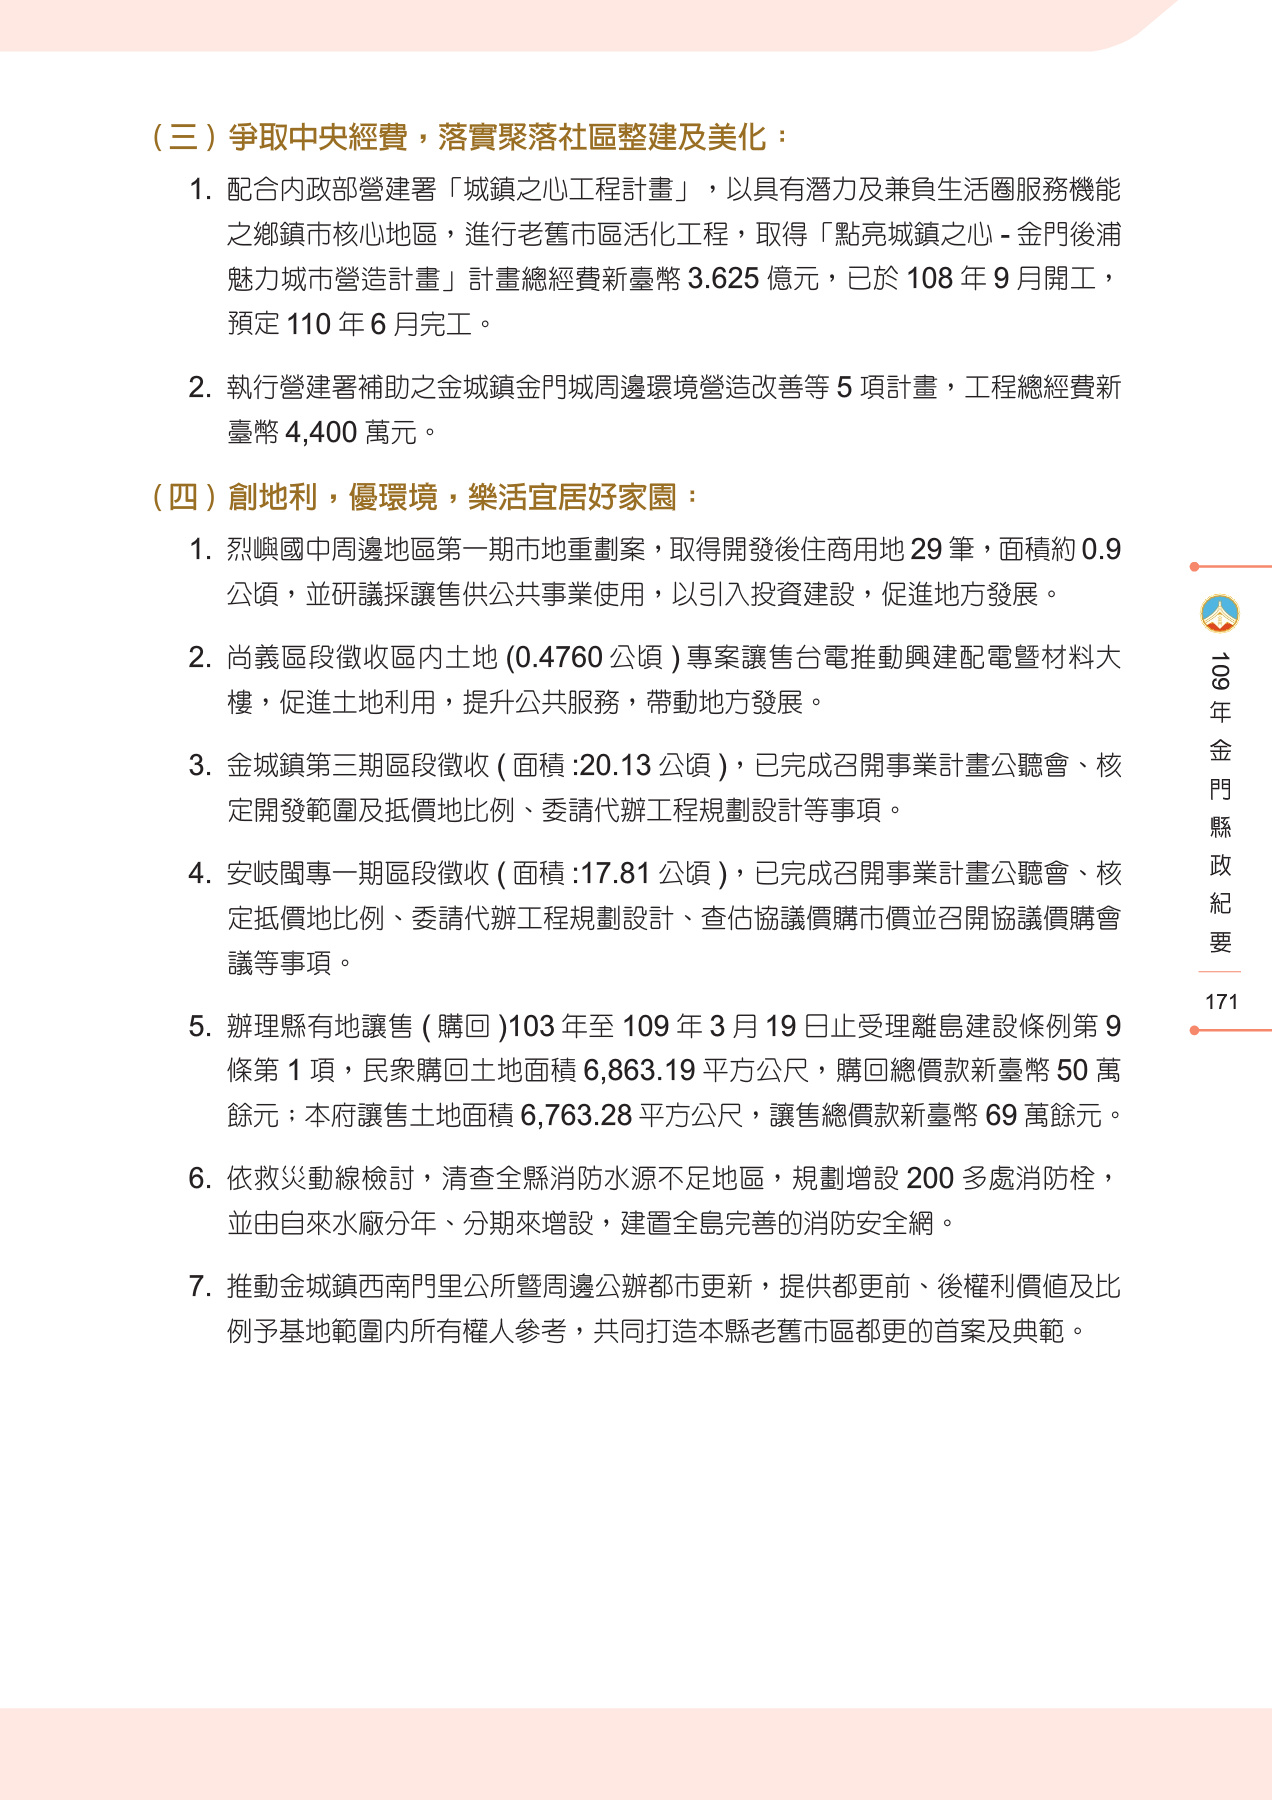 （三）爭取中央經費，落實聚落社區整建及美化：
1. 配合內政部營建署「城鎮之心工程計畫」，以具有潛力及兼負生活圈服務機能
之鄉鎮市核心地區，進行老舊市區活化工程，取得「點亮城鎮之心 - 金門後浦
魅力城市營造計畫」計畫總經費新臺幣 3.625 億元，已於 108 年 9 月開工，
預定 110 年 6 月完工。
2. 執行營建署補助之金城鎮金門城周邊環境營造改善等 5 項計畫，工程總經費新
臺幣 4,400 萬元。
（四）創地利，優環境，樂活宜居好家園：
1. 烈嶼國中周邊地區第一期市地重劃案，取得開發後住商用地 29 筆，面積約 0.9
公頃，並研議採讓售供公共事業使用，以引入投資建設，促進地方發展。
2. 尚義區段徵收區內土地 (0.4760 公頃 ) 專案讓售台電推動興建配電暨材料大
樓，促進土地利用，提升公共服務，帶動地方發展。
3. 金城鎮第三期區段徵收 ( 面積 :20.13 公頃 )，已完成召開事業計畫公聽會、核
定開發範圍及抵價地比例、委請代辦工程規劃設計等事項。
4. 安岐閩專一期區段徵收 ( 面積 :17.81 公頃 )，已完成召開事業計畫公聽會、核
定抵價地比例、委請代辦工程規劃設計、查估協議價購市價並召開協議價購會
議等事項。
5. 辦理縣有地讓售 ( 購回 )103 年至 109 年 3 月 19 日止受理離島建設條例第 9
條第 1 項，民眾購回土地面積 6,863.19 平方公尺，購回總價款新臺幣 50 萬
餘元；本府讓售土地面積 6,763.28 平方公尺，讓售總價款新臺幣 69 萬餘元。
6. 依救災動線檢討，清查全縣消防水源不足地區，規劃增設 200 多處消防栓，
並由自來水廠分年、分期來增設，建置全島完善的消防安全網。
7. 推動金城鎮西南門里公所暨周邊公辦都市更新，提供都更前、後權利價值及比
例予基地範圍內所有權人參考，共同打造本縣老舊市區都更的首案及典範。
109年金門縣政紀要
171